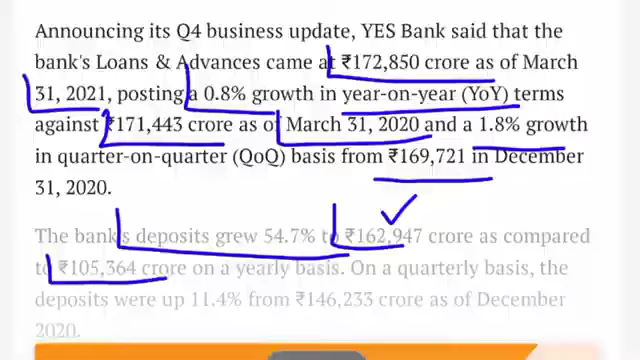 Announcing its Q4 business update, YES Bank said that the
bank's Loans & Advances came at ₹172,850 crore as of March
31, 2021, posting a 0.8% growth in year-on-year (YoY) terms
against ₹171,443 crore as of March 31, 2020 and a 1.8% growth
in quarter-on-quarter (QoQ) basis from ₹169,721 in December
31, 2020.
The bank's deposits grew 54.7% to ₹162,947 crore as compared
to ₹105,364 crore on a yearly basis. On a quarterly basis, the
deposits were up 11.4% from ₹146,233 crore as of December
2020.